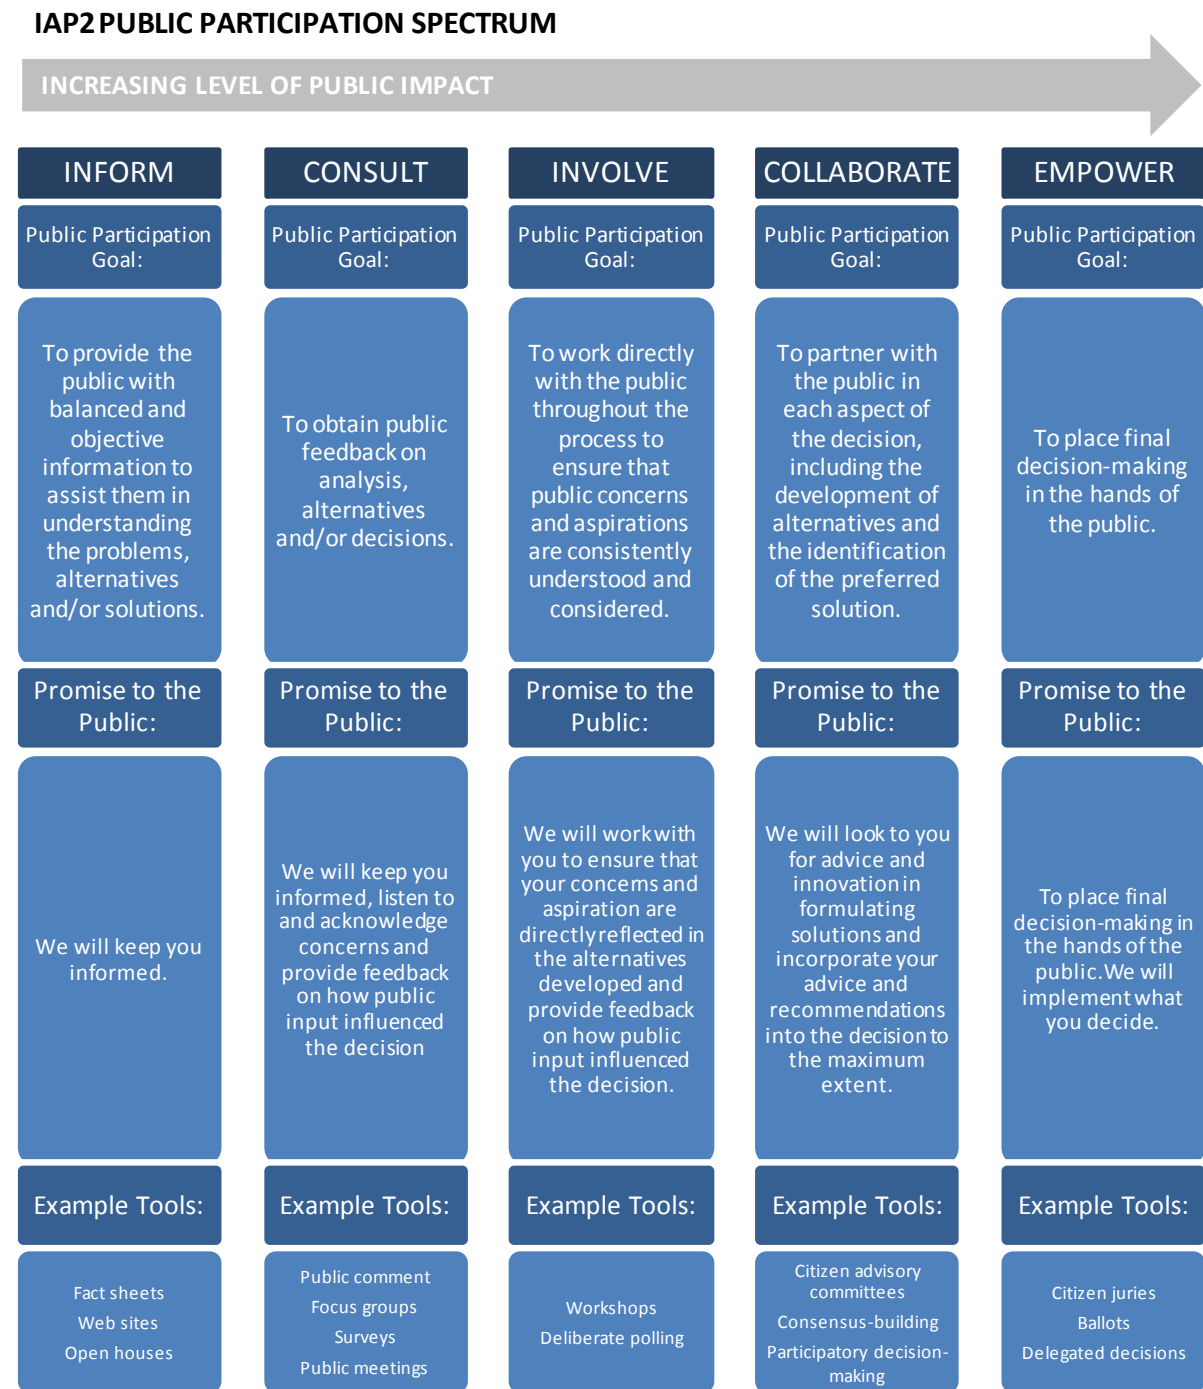 IAP2 PUBLIC PARTICIPATION SPECTRUM
INCREASING LEVEL OF PUBLIC IMPACT
INFORM
Public Participation
Goal:
To provide the
public with
balanced and
objective
information to
assist them in
understanding
the problems,
alternatives
and/or solutions.
Promise to the
Public:
We will keep you
informed.
Example Tools:
Fact sheets
Web sites
Open houses
CONSULT
Public Participation
Goal:
To obtain public
feedback on
analysis,
alternatives
and/or decisions.
Promise to the
Public:
We will keep you
informed, listen to
and acknowledge
concerns and
provide feedback
on how public
input influenced
the decision
Example Tools:
Public comment
Focus groups
Surveys
Public meetings
INVOLVE
Public Participation
Goal:
To work directly
with the public
throughout the
process to
ensure that
public concerns
and aspirations
are consistently
understood and
considered.
Promise to the
Public:
We will work with
you to ensure that
your concerns and
aspiration are
directly reflected in
the alternatives
developed and
provide feedback
on how public
input influenced
the decision.
Example Tools:
Workshops
Deliberate polling
COLLABORATE
Public Participation
Goal:
To partner with
the public in
each aspect of
the decision,
including the
development of
alternatives and
the identification
of the preferred
solution.
Promise to the
Public:
We will look to you
for advice and
innovation in
formulating
solutions and
incorporate your
advice and
recommendations
into the decision to
the maximum
extent.
Example Tools:
Citizen advisory
committees
Consensus-building
Participatory decision-
making
EMPOWER
Public Participation
Goal:
To place final
decision-making
in the hands of
the public.
Promise to the
Public:
To place final
decision-making in
the hands of the
public. We will
implement what
you decide.
Example Tools:
Citizen juries
Ballots
Delegated decisions